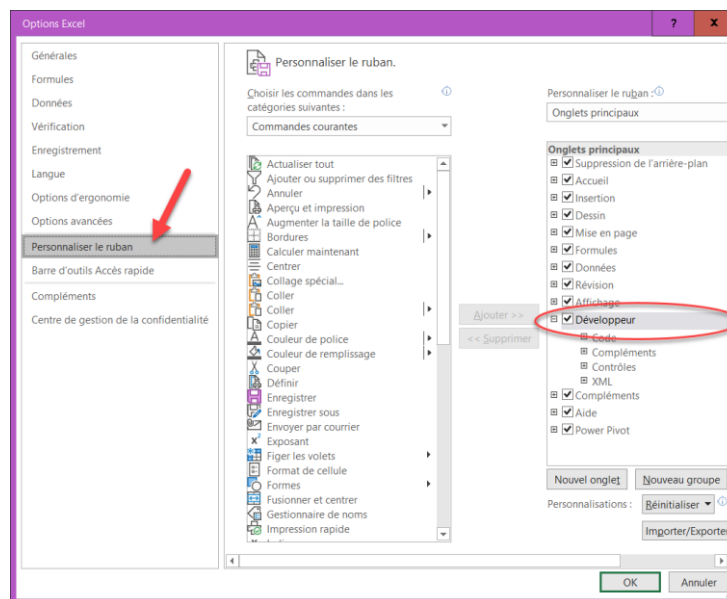 Options Excel
? x
Générales
Formules
Données
Vérification
Enregistrement
Langue
Options d'ergonomie
Options avancées
Personnaliser le ruban
Barre d'outils Accès rapide
Compléments
Centre de gestion de la confidentialité
Personnaliser le ruban.
Choisir les commandes dans les
catégories suivantes :
Commandes courantes
Actualiser tout
Ajouter ou supprimer des filtres
Annuler
Aperçu et impression
Augmenter la taille de police
Bordures
Calculer maintenant
Centrer
Collage spécial...
Coller
Coller
Copier
Couleur de police
Couleur de remplissage
Couper
Définir
Enregistrer
Enregistrer sous
Envoyer par courrier
Exposant
Figer les volets
Format de cellule
Formes
Fusionner et centrer
Gestionnaire de noms
Impression rapide
Ajouter >>
<< Supprimer
Personnaliser le ruban :
Onglets principaux
Onglets principaux
Suppression de l'arrière-plan
Accueil
Insertion
Dessin
Mise en page
Formules
Données
Révision
Affichage
Développeur
Code
Compléments
Contrôles
XML
Compléments
Aide
Power Pivot
Nouvel onglet Nouveau groupe
Personnalisations : Réinitialiser
Importer/Exporter
OK Annuler